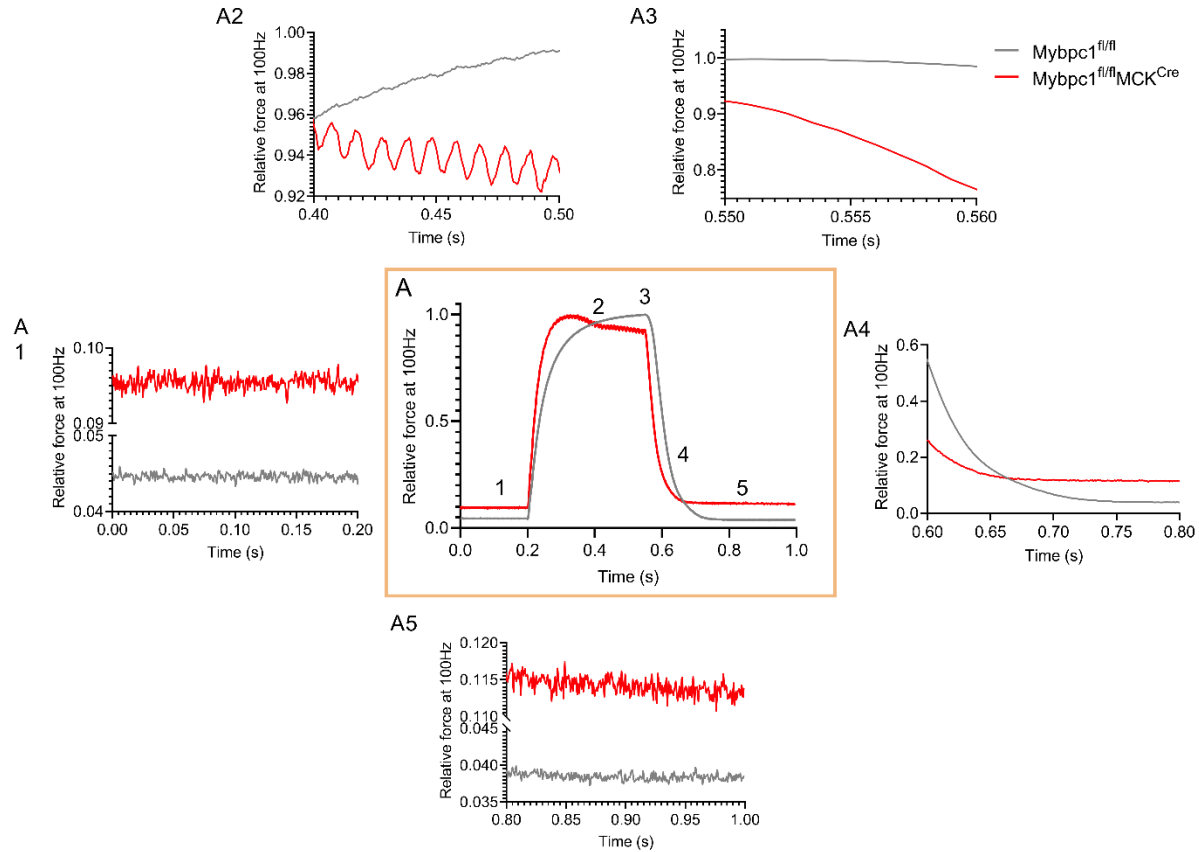 A2
Relative force at 100Hz
1.00
0.98
0.96
0.94
0.92
0.40
0.45
0.50
Time (s)
A3
Relative force at 100Hz
1.0
0.9
0.8
0.550
0.555
0.560
Time (s)
Mybpc1fl/fl
Mybpc1fl/flMCKCre
A
1
Relative force at 100Hz
0.10
0.09
0.05
0.04
0.00
0.05
0.10
0.15
0.20
Time (s)
A
Relative force at 100Hz
1.0
0.5
0.0
0.0
0.2
0.4
0.6
0.8
1.0
Time (s)
1
2
3
4
5
A4
Relative force at 100Hz
0.6
0.4
0.2
0.0
0.60
0.65
0.70
0.75
0.80
Time (s)
A5
Relative force at 100Hz
0.120
0.115
0.110
0.045
0.040
0.035
0.80
0.85
0.90
0.95
1.00
Time (s)